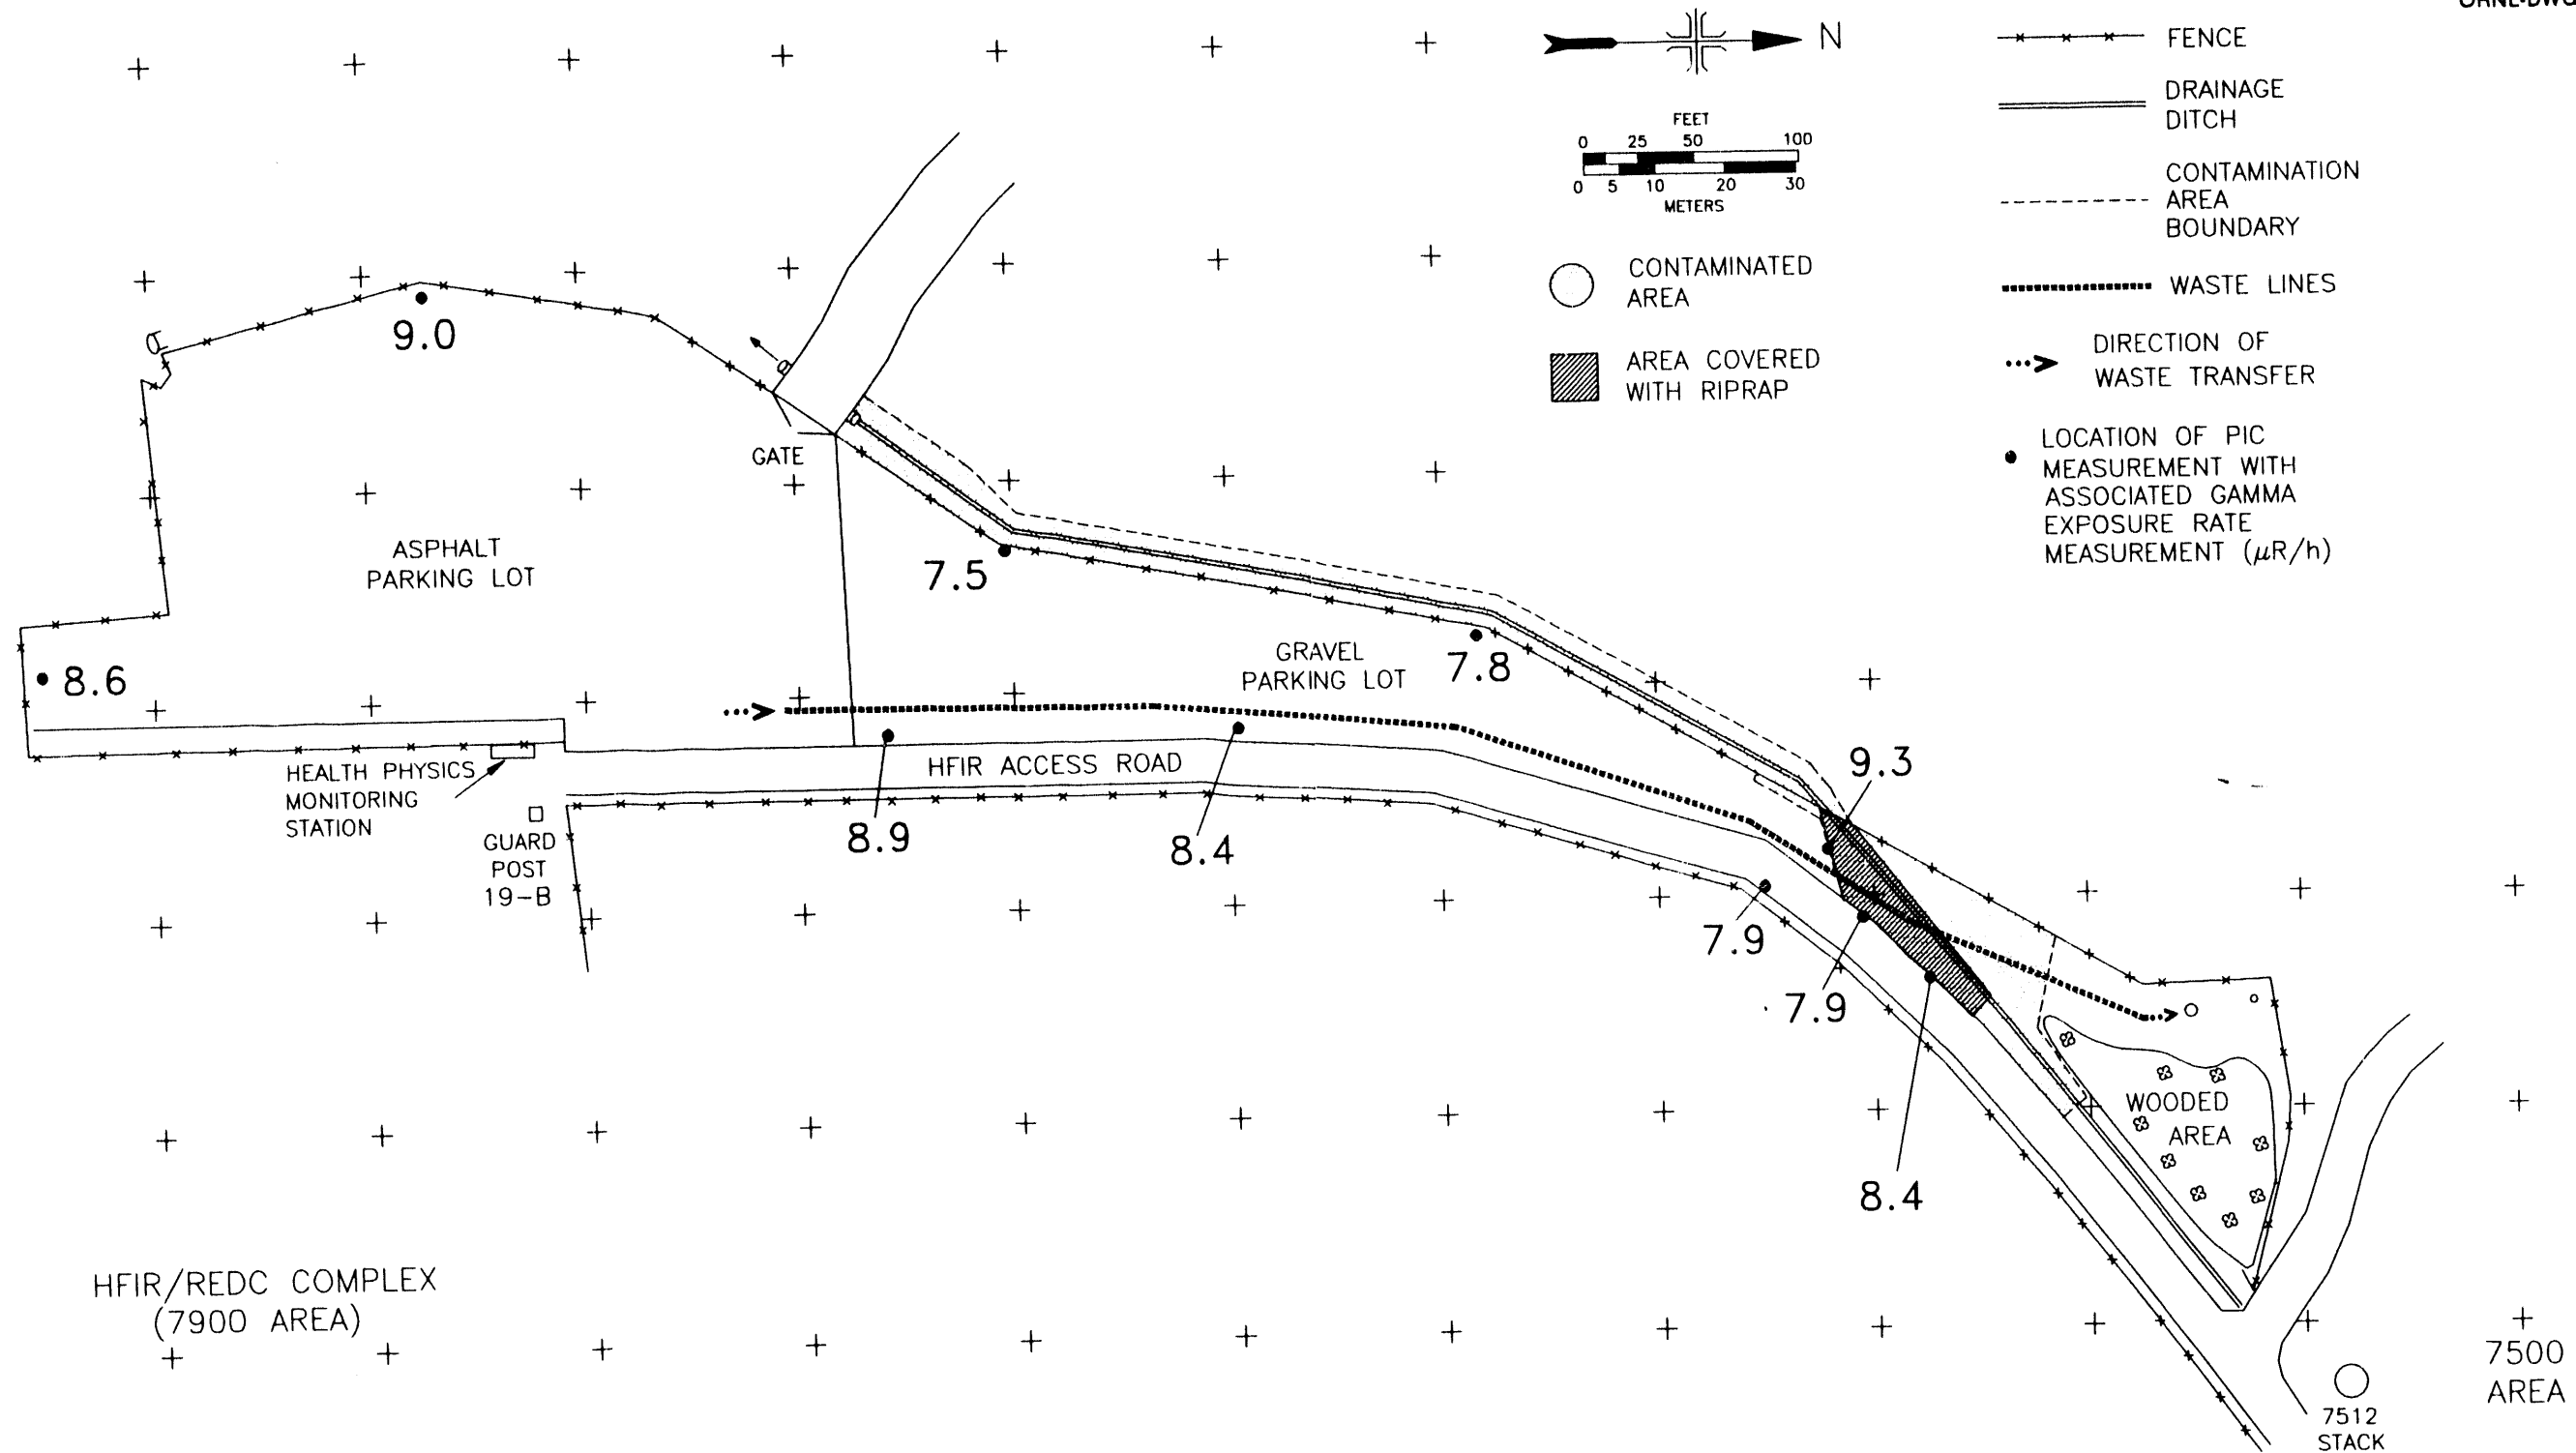 N
FEET
0 25 50 100
0 5 10 20 30
METERS
CONTAMINATED
AREA
AREA COVERED
WITH RIPRAP
FENCE
DRAINAGE
DITCH
CONTAMINATION
AREA
BOUNDARY
WASTE LINES
DIRECTION OF
WASTE TRANSFER
LOCATION OF PIC
MEASUREMENT WITH
ASSOCIATED GAMMA
EXPOSURE RATE
MEASUREMENT (μR/h)
9.0
GATE
ASPHALT
PARKING LOT
7.5
GRAVEL
PARKING LOT
7.8
8.6
9.3
HFIR ACCESS ROAD
HEALTH PHYSICS
MONITORING
STATION
GUARD
POST
19-B
8.9
8.4
7.9
7.9
8.4
WOODED
AREA
HFIR/REDC COMPLEX
(7900 AREA)
7512
STACK
7500
AREA